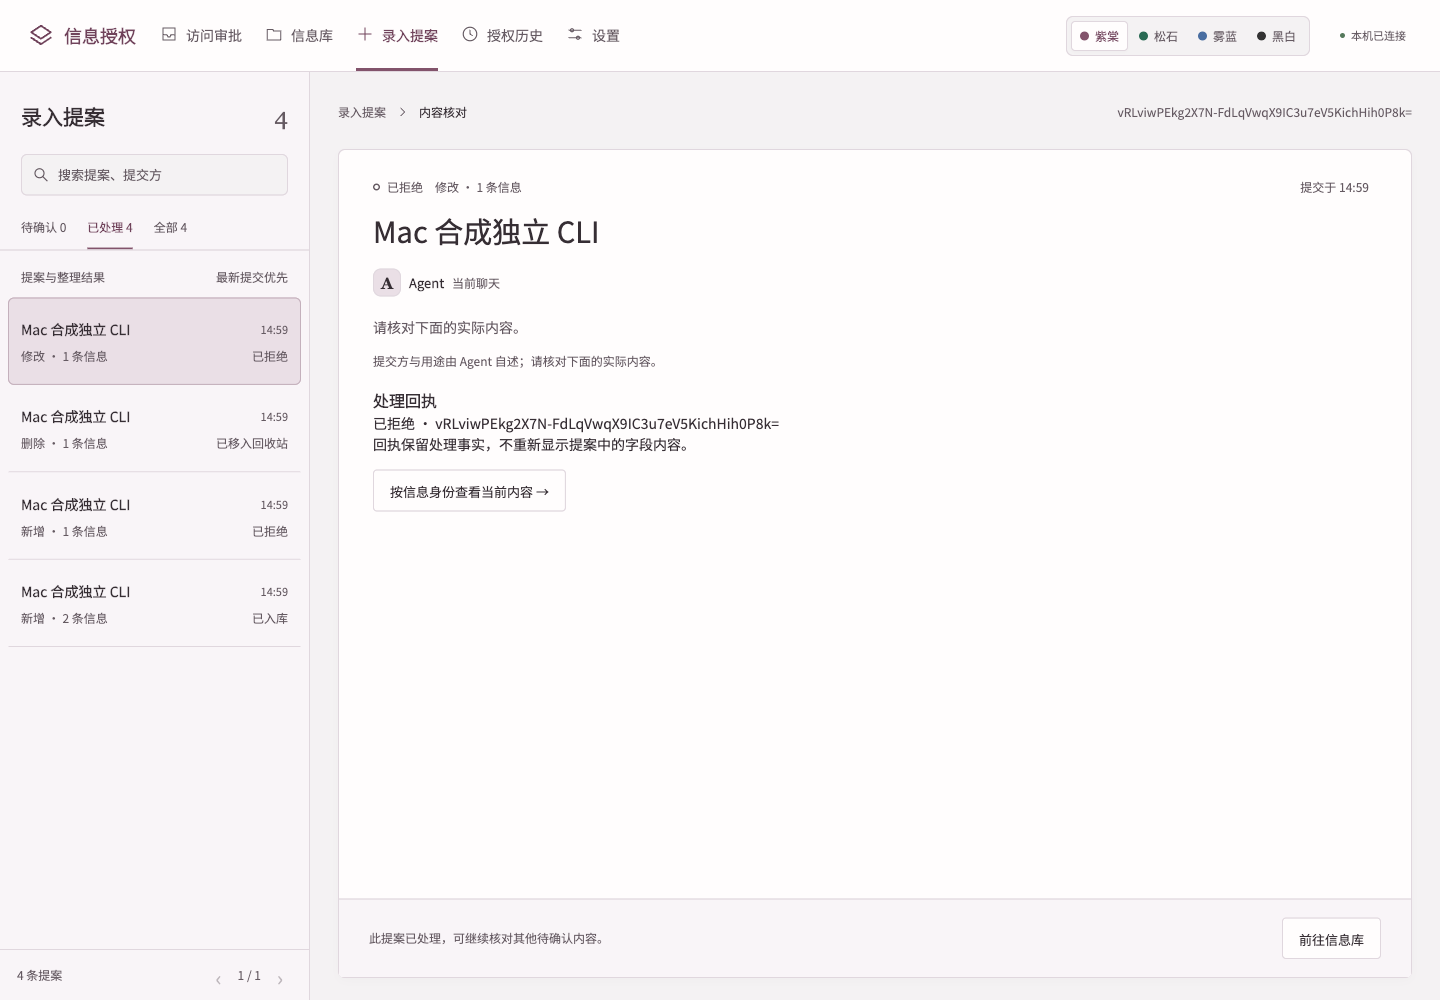 信息授权 访问审批 信息库 录入提案 授权历史 设置 紫棠 松石 雾蓝 黑白 本机已连接
录入提案 4
搜索提案、提交方
待确认 0 已处理 4 全部 4
提案与整理结果 最新提交优先
Mac 合成独立 CLI 14:59
修改 · 1 条信息 已拒绝
Mac 合成独立 CLI 14:59
删除 · 1 条信息 已移入回收站
Mac 合成独立 CLI 14:59
新增 · 1 条信息 已拒绝
Mac 合成独立 CLI 14:59
新增 · 2 条信息 已入库
4 条提案 ‹ 1 / 1 ›
录入提案 > 内容核对 vRLviwPEkg2X7N-FdLqVwqX9IC3u7eV5KichHih0P8k=
已拒绝 修改 · 1 条信息 提交于 14:59
Mac 合成独立 CLI
A Agent 当前聊天
请核对下面的实际内容。
提交方与用途由 Agent 自述；请核对下面的实际内容。
处理回执
已拒绝 · vRLviwPEkg2X7N-FdLqVwqX9IC3u7eV5KichHih0P8k=
回执保留处理事实，不重新显示提案中的字段内容。
按信息身份查看当前内容 →
此提案已处理，可继续核对其他待确认内容。 前往信息库